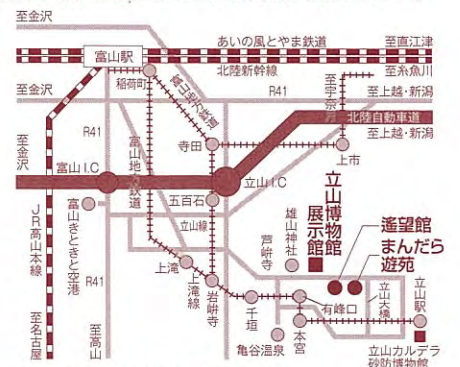 至金沢
あいの風とやま鉄道
至直江津
富山駅
北陸新幹線
至糸魚川
至金沢
稲荷町
富山地方鉄道
R41
至宇奈月
至上越・新潟
北陸自動車道
至上越・新潟
R41
至金沢
富山I.C
富山地方鉄道
寺田
上市
立山I.C
五百石
立山線
富山きときと空港
JR高山本線
R41
至高山
至名古屋
上滝
上滝線
岩峅寺
千垣
亀谷温泉
本宮
有峰口
芦峅寺
雄山神社
立山博物館
展示館
遙望館
まんだら
遊苑
立山大橋
立山駅
立山カルデラ
砂防博物館